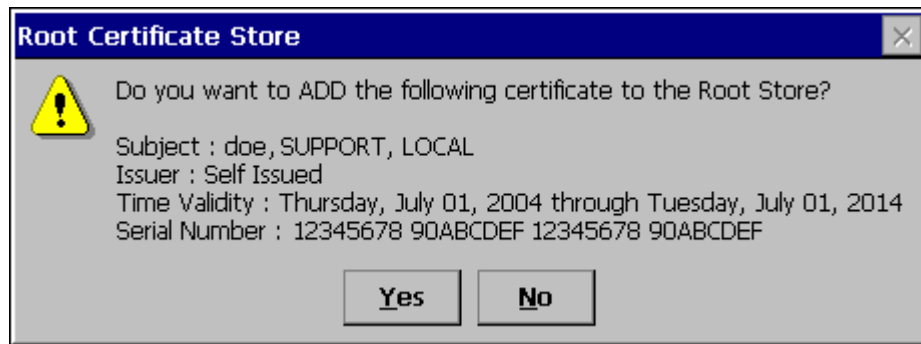 Root Certificate Store
Do you want to ADD the following certificate to the Root Store?
Subject : doe, SUPPORT, LOCAL
Issuer : Self Issued
Time Validity : Thursday, July 01, 2004 through Tuesday, July 01, 2014
Serial Number : 12345678 90ABCDEF 12345678 90ABCDEF
Yes No